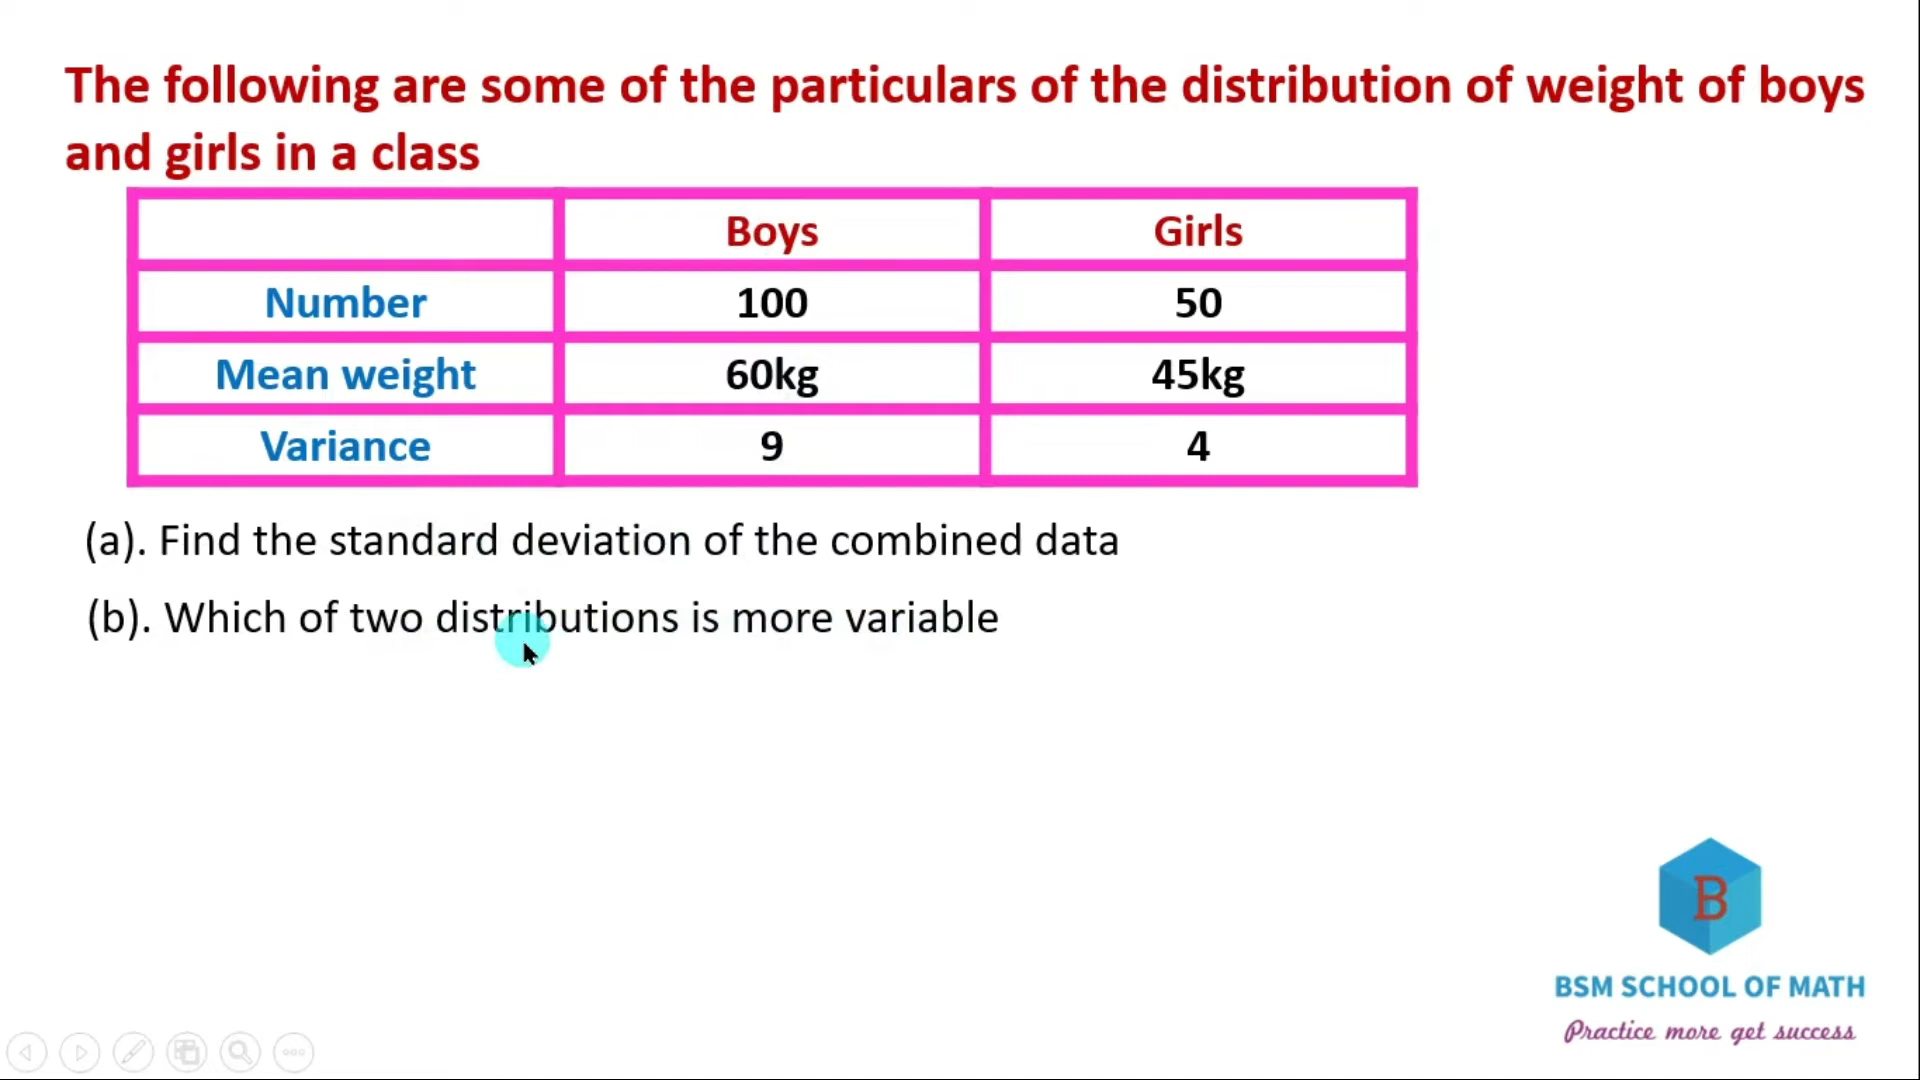 The following are some of the particulars of the distribution of weight of boys
and girls in a class
Boys Girls
Number 100 50
Mean weight 60kg 45kg
Variance 9 4
(a). Find the standard deviation of the combined data
(b). Which of two distributions is more variable
B
BSM SCHOOL OF MATH
Practice more get success